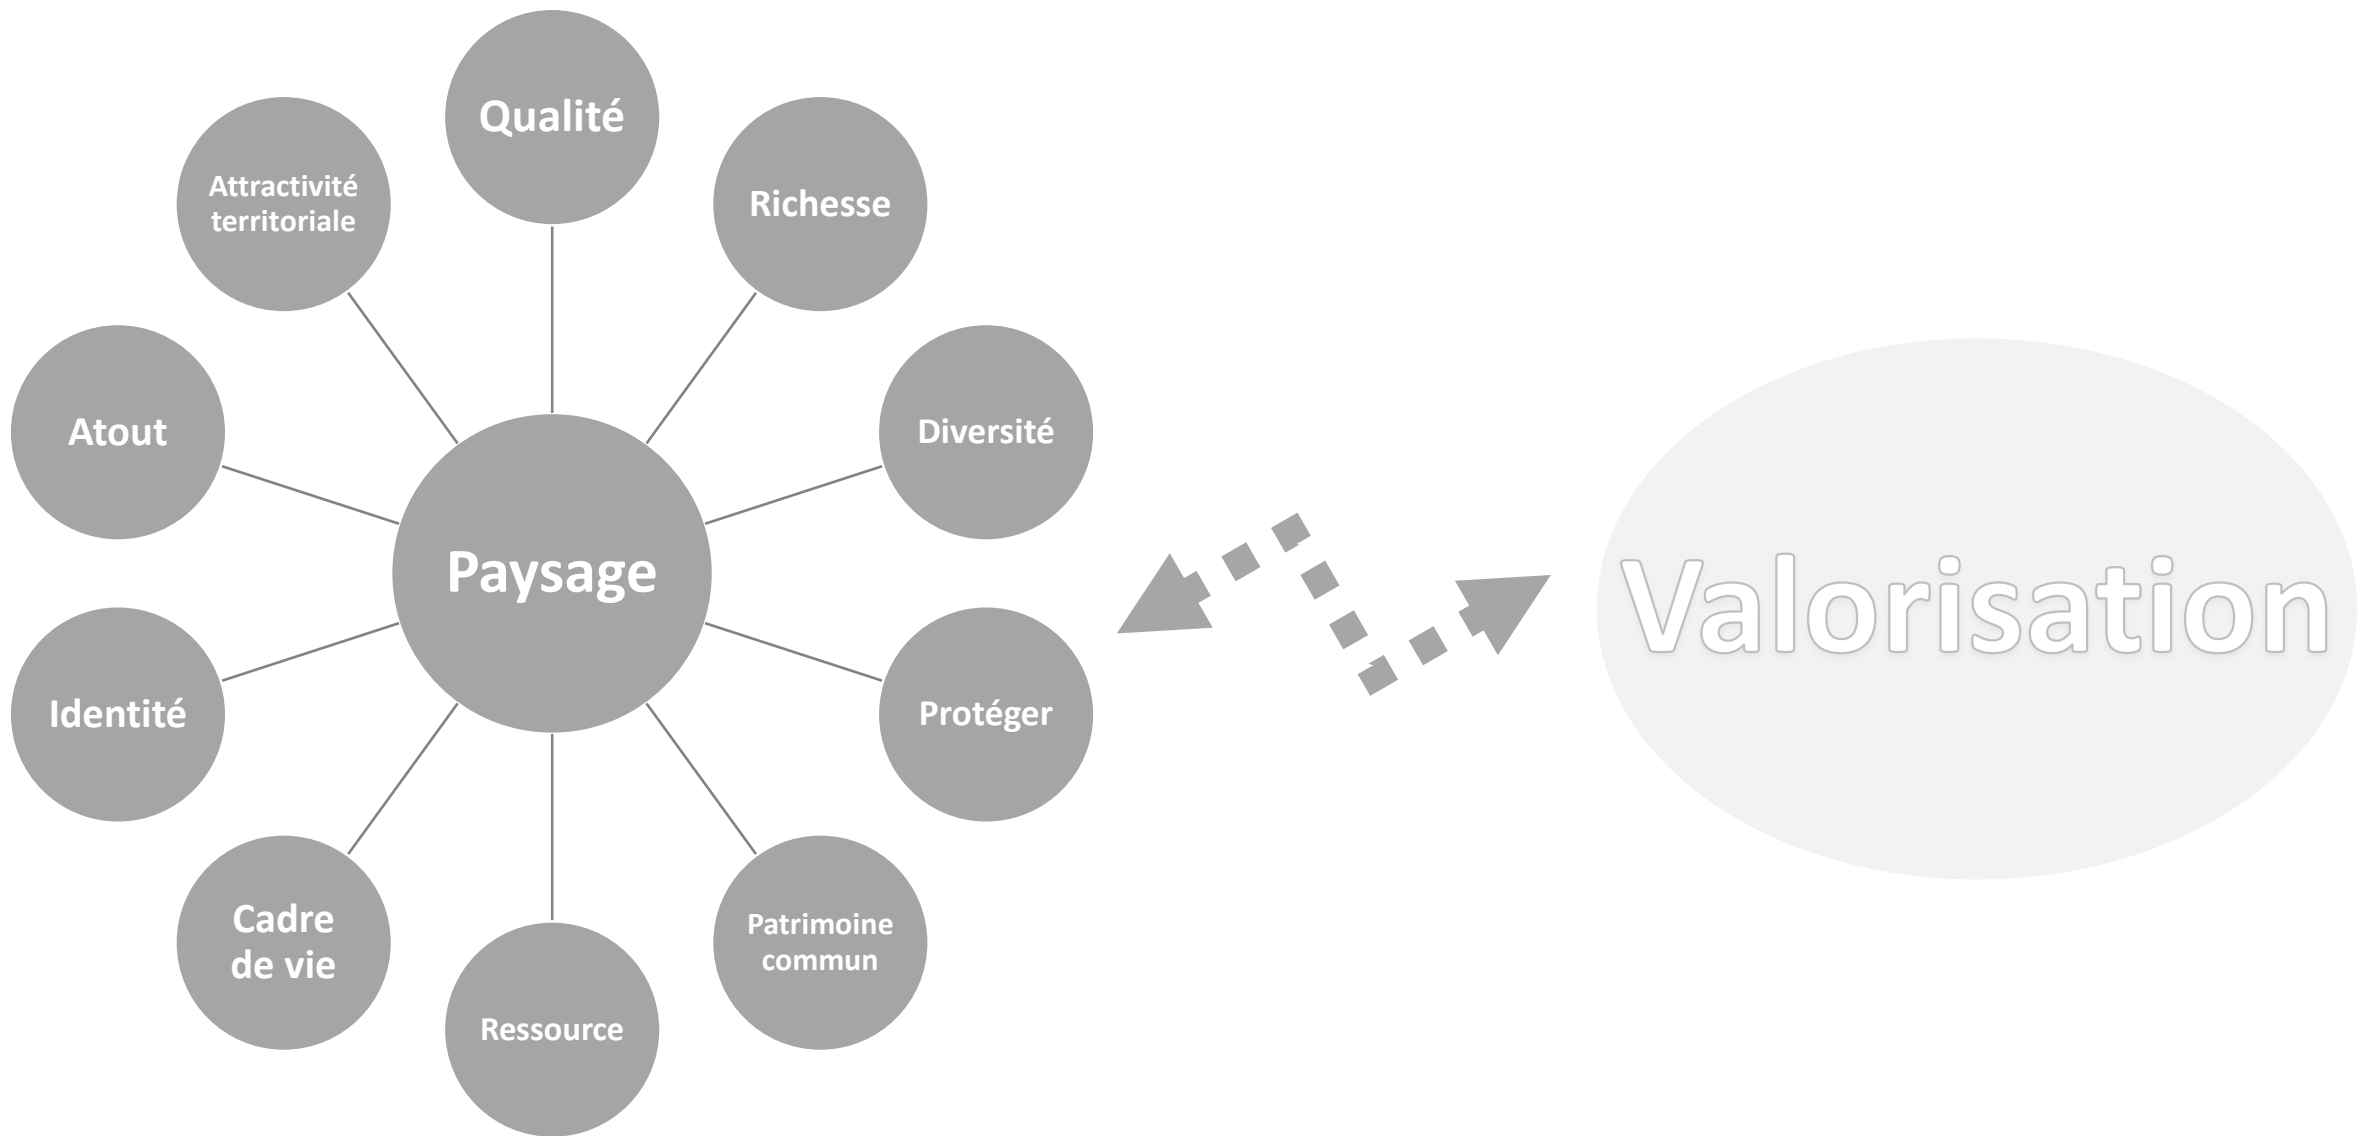 Qualité
Richesse
Diversité
Protéger
Patrimoine
commun
Ressource
Cadre
de vie
Identité
Atout
Attractivité
territoriale
Paysage
Valorisation